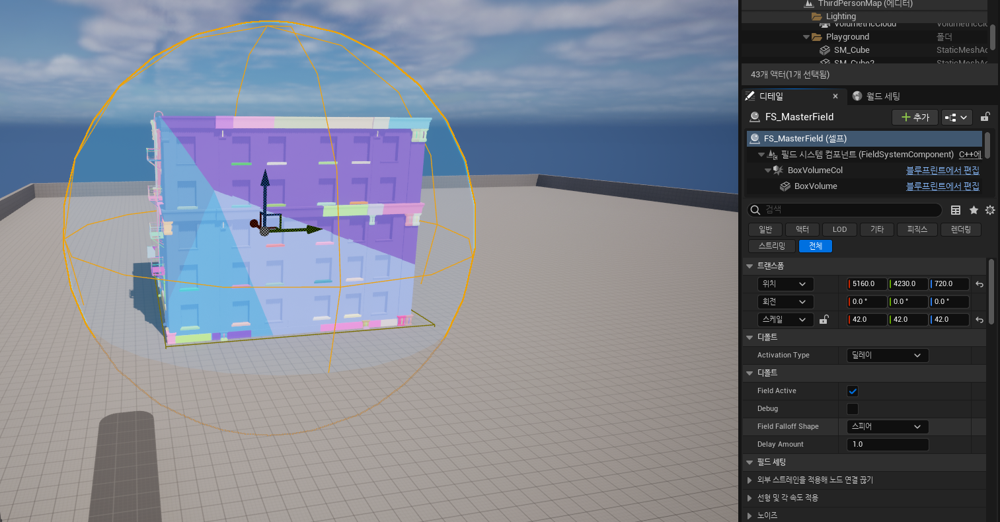 ThirdPersonMap (에디터)
Lighting
VolumetricCloud VolumetricClo
Playground 폴더
SM_Cube StaticMeshAc
SM_Cube2 StaticMeshAc
43개 액터(1개 선택됨)
디테일 × 월드 세팅
FS_MasterField + 추가
FS_MasterField (셀프)
필드 시스템 컴포넌트 (FieldSystemComponent) C++에
BoxVolumeCol 블루프린트에서 편집
BoxVolume 블루프린트에서 편집
검색
일반 액터 LOD 기타 피직스 렌더링
스트리밍 전체
트랜스폼
위치 5160.0 4230.0 720.0
회전 0.0 ° 0.0 ° 0.0 °
스케일 42.0 42.0 42.0
디폴트
Activation Type 딜레이
디폴트
Field Active
Debug
Field Falloff Shape 스피어
Delay Amount 1.0
필드 세팅
외부 스트레인을 적용해 노드 연결 끊기
선형 및 각 속도 적용
노이즈